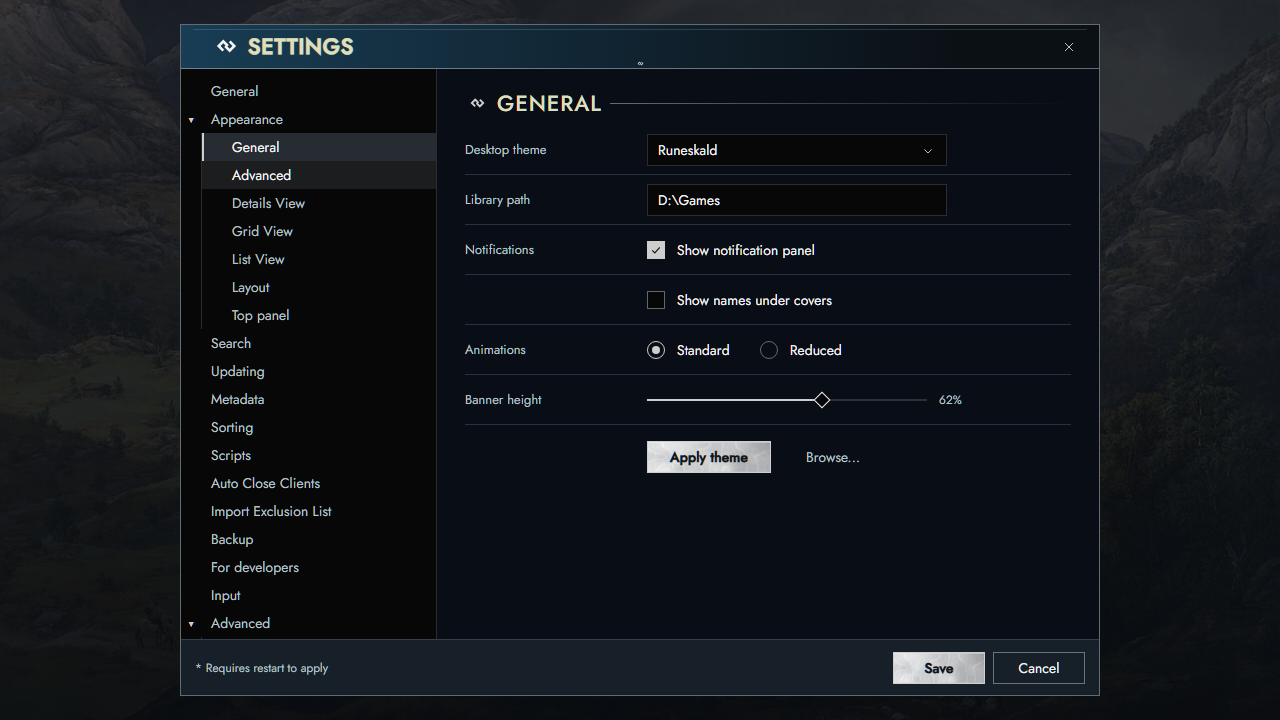 SETTINGS
General
Appearance
General
Advanced
Details View
Grid View
List View
Layout
Top panel
Search
Updating
Metadata
Sorting
Scripts
Auto Close Clients
Import Exclusion List
Backup
For developers
Input
Advanced
GENERAL
Desktop theme Runeskald
Library path D:\Games
Notifications Show notification panel
Show names under covers
Animations Standard Reduced
Banner height 62%
Apply theme Browse...
* Requires restart to apply
Save Cancel